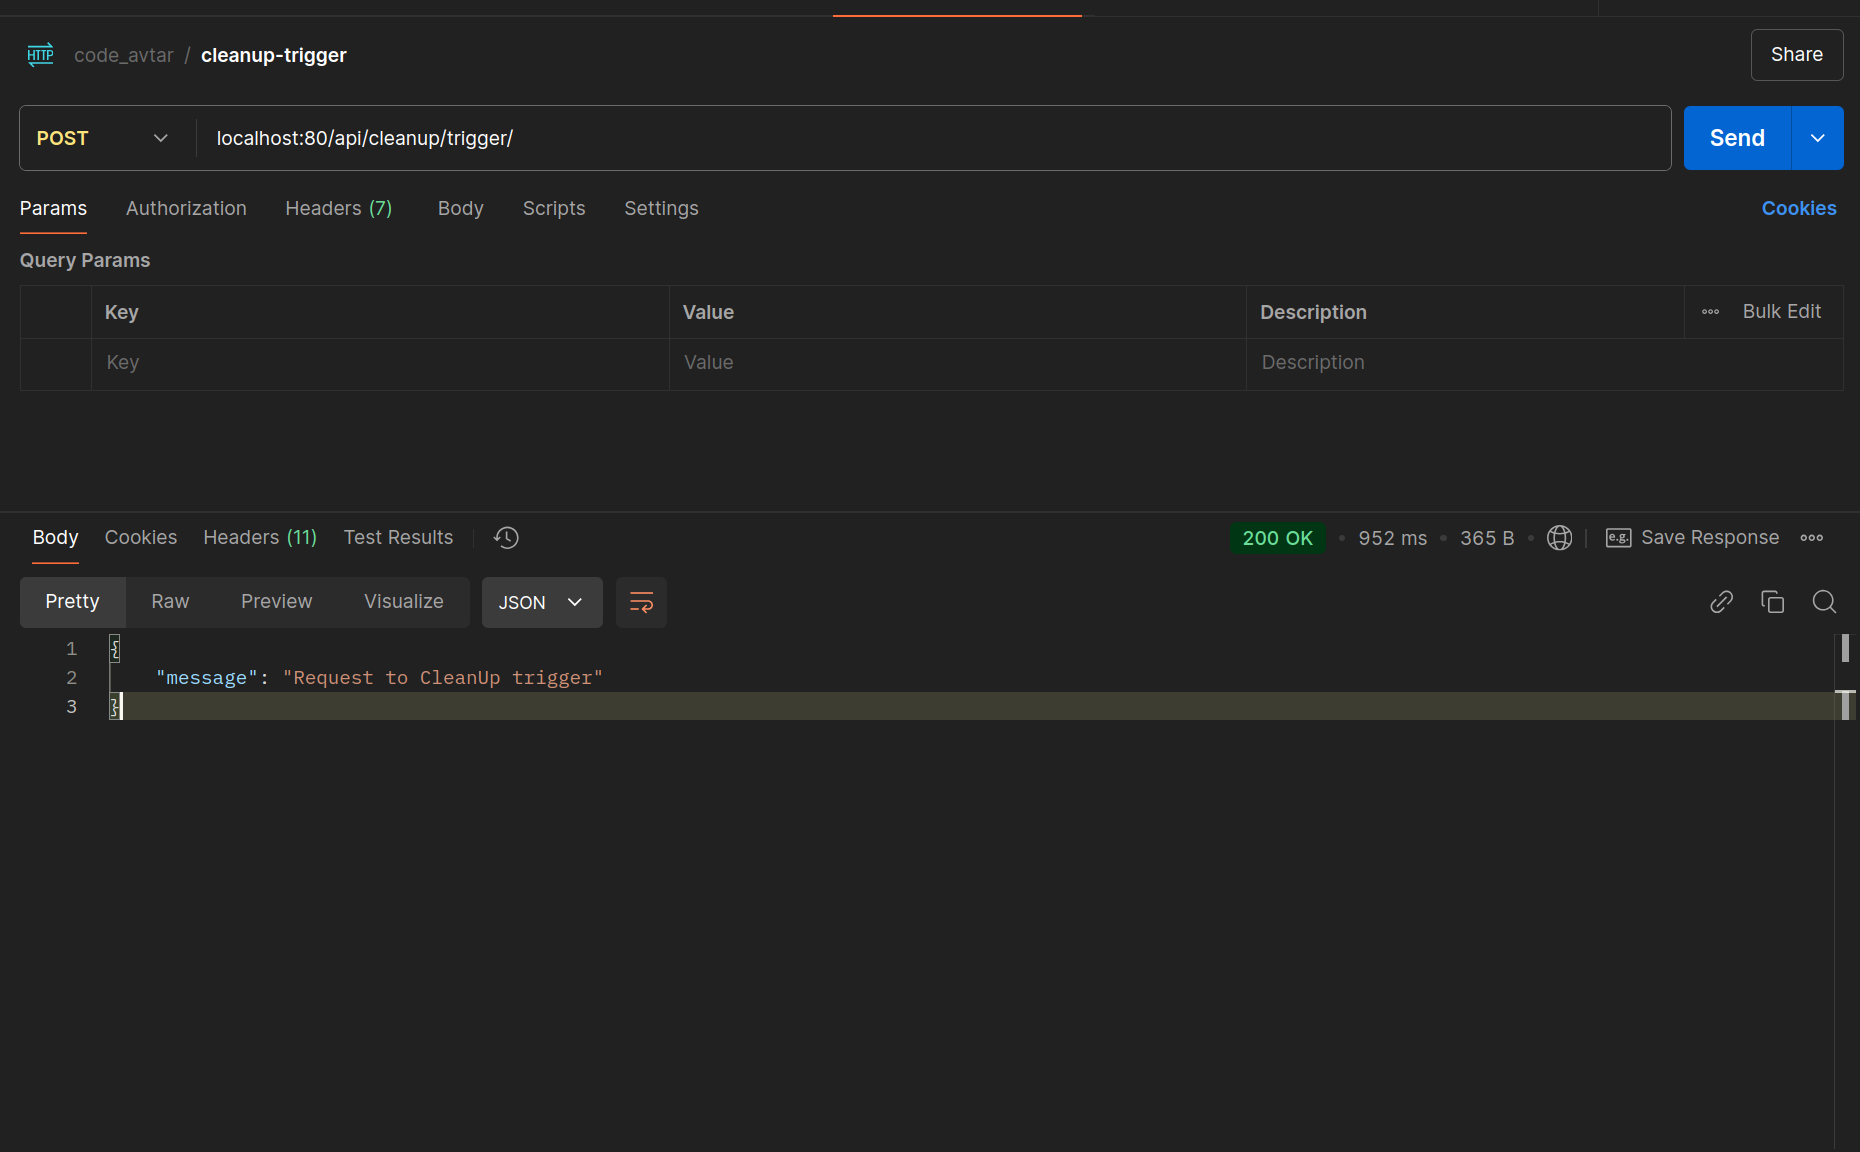 HTTP code_avtar / cleanup-trigger Share
POST localhost:80/api/cleanup/trigger/ Send
Params Authorization Headers (7) Body Scripts Settings Cookies
Query Params
Key Value Description Bulk Edit
Key Value Description
Body Cookies Headers (11) Test Results 200 OK • 952 ms • 365 B • e.g. Save Response
Pretty Raw Preview Visualize JSON
1 {
2 "message": "Request to CleanUp trigger"
3 }